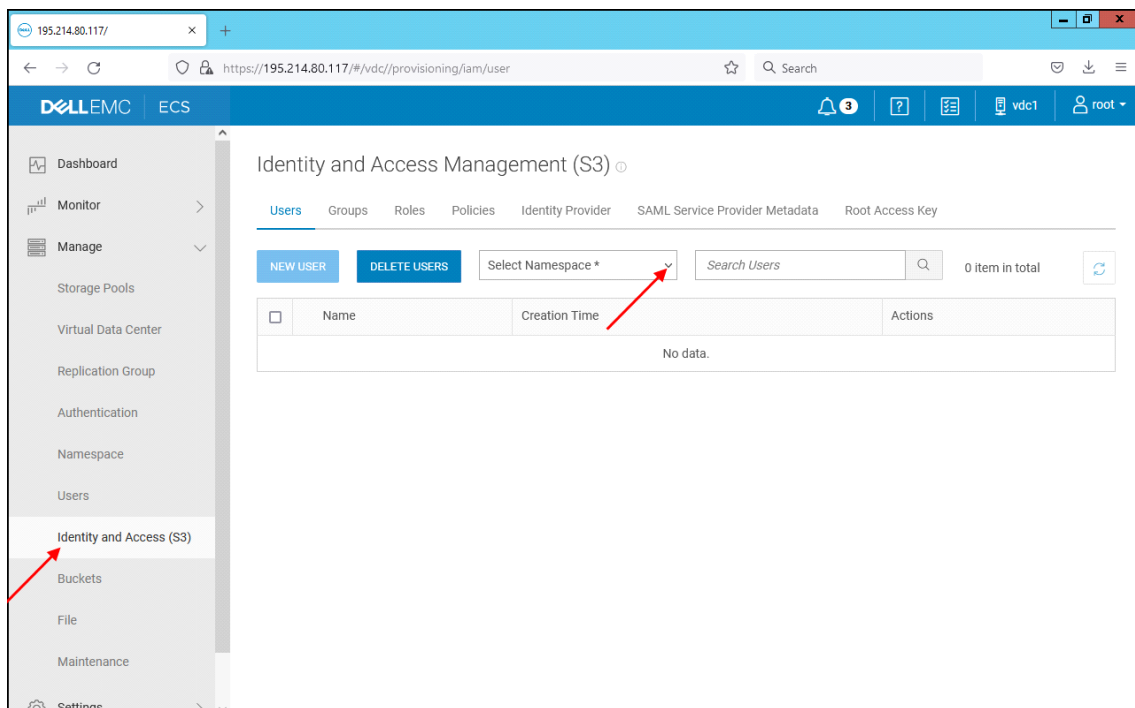 195.214.80.117/
https://195.214.80.117/#/vdc//provisioning/iam/user
Search
DELLEMC ECS
3
?
vdc1
root
Dashboard
Monitor
Manage
Storage Pools
Virtual Data Center
Replication Group
Authentication
Namespace
Users
Identity and Access (S3)
Buckets
File
Maintenance
Settings
Identity and Access Management (S3)
Users Groups Roles Policies Identity Provider SAML Service Provider Metadata Root Access Key
NEW USER DELETE USERS Select Namespace * Search Users 0 item in total
Name Creation Time Actions
No data.